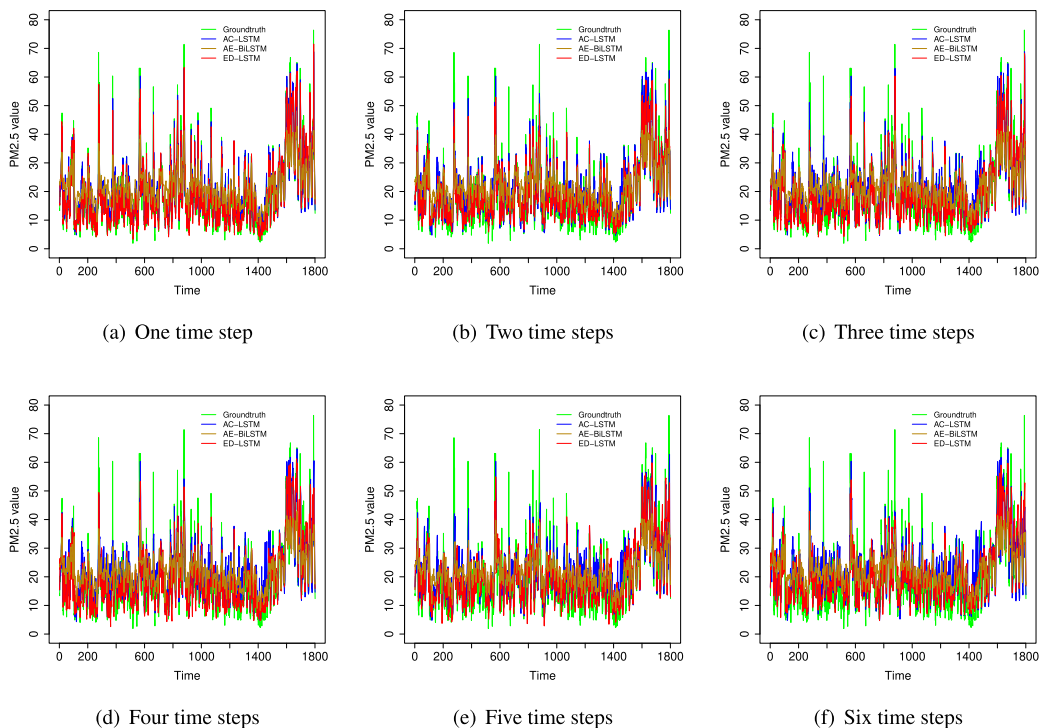 80
70
60
50
40
30
20
10
0
PM2.5 value
Groundtruth
AC-LSTM
AE-BiLSTM
ED-LSTM
0 200 600 1000 1400 1800
Time
(a) One time step
80
70
60
50
40
30
20
10
0
PM2.5 value
Groundtruth
AC-LSTM
AE-BiLSTM
ED-LSTM
0 200 600 1000 1400 1800
Time
(b) Two time steps
80
70
60
50
40
30
20
10
0
PM2.5 value
Groundtruth
AC-LSTM
AE-BiLSTM
ED-LSTM
0 200 600 1000 1400 1800
Time
(c) Three time steps
80
70
60
50
40
30
20
10
0
PM2.5 value
Groundtruth
AC-LSTM
AE-BiLSTM
ED-LSTM
0 200 600 1000 1400 1800
Time
(d) Four time steps
80
70
60
50
40
30
20
10
0
PM2.5 value
Groundtruth
AC-LSTM
AE-BiLSTM
ED-LSTM
0 200 600 1000 1400 1800
Time
(e) Five time steps
80
70
60
50
40
30
20
10
0
PM2.5 value
Groundtruth
AC-LSTM
AE-BiLSTM
ED-LSTM
0 200 600 1000 1400 1800
Time
(f) Six time steps